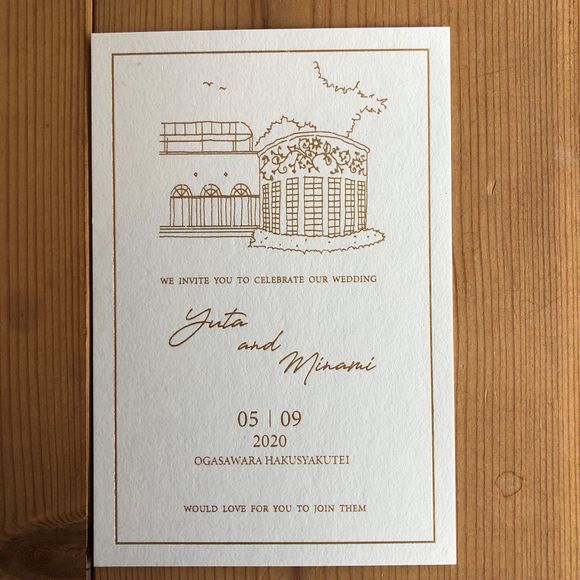 WE INVITE YOU TO CELEBRATE OUR WEDDING
Yuta
and
Minami
05 | 09
2020
OGASAWARA HAKUSYAKUTEI
WOULD LOVE FOR YOU TO JOIN THEM